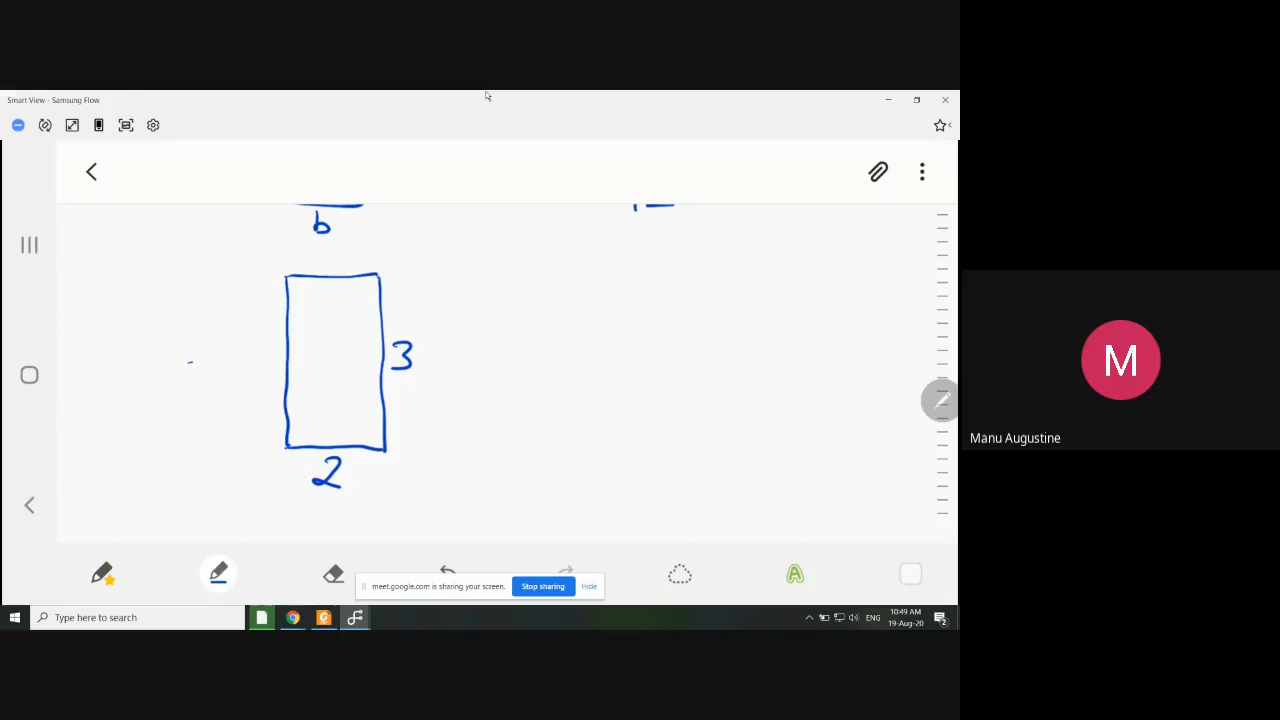 Smart View - Samsung Flow
b
3
2
M
Manu Augustine
A
meet.google.com is sharing your screen.
Stop sharing
Hide
Type here to search
ENG
10:49 AM
19-Aug-20
2